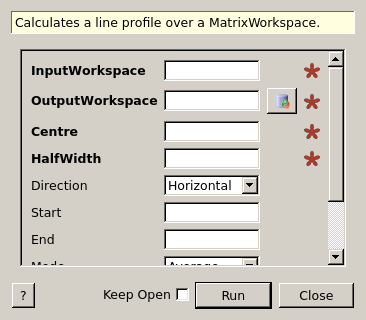 Calculates a line profile over a MatrixWorkspace.
InputWorkspace
OutputWorkspace
Centre
HalfWidth
Direction Horizontal
Start
End
Mode Average
? Keep Open Run Close